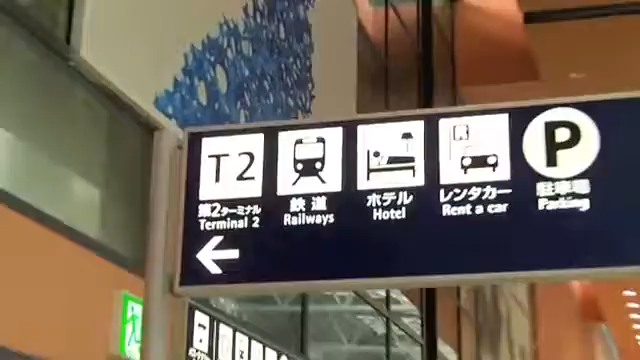 T2
第2ターミナル
Terminal 2
鉄道
Railways
ホテル
Hotel
レンタカー
Rent a car
P
駐車場
Parking